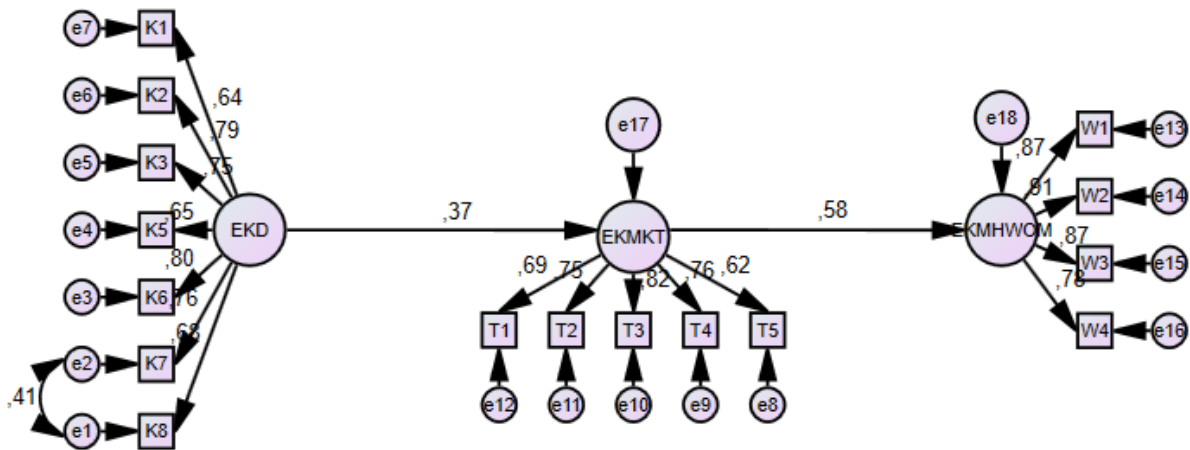 e7 K1
e6 K2
e5 K3
e4 K5
e3 K6
e2 K7
e1 K8
,41
,64
,79
,75
,65
,80
,76
,68
EKD
,37
e17
EKMKT
,69 ,75 ,82 ,76 ,62
T1 T2 T3 T4 T5
e12 e11 e10 e9 e8
,58
e18
EKMHWOM
,87
,91
,87
,78
W1 e13
W2 e14
W3 e15
W4 e16